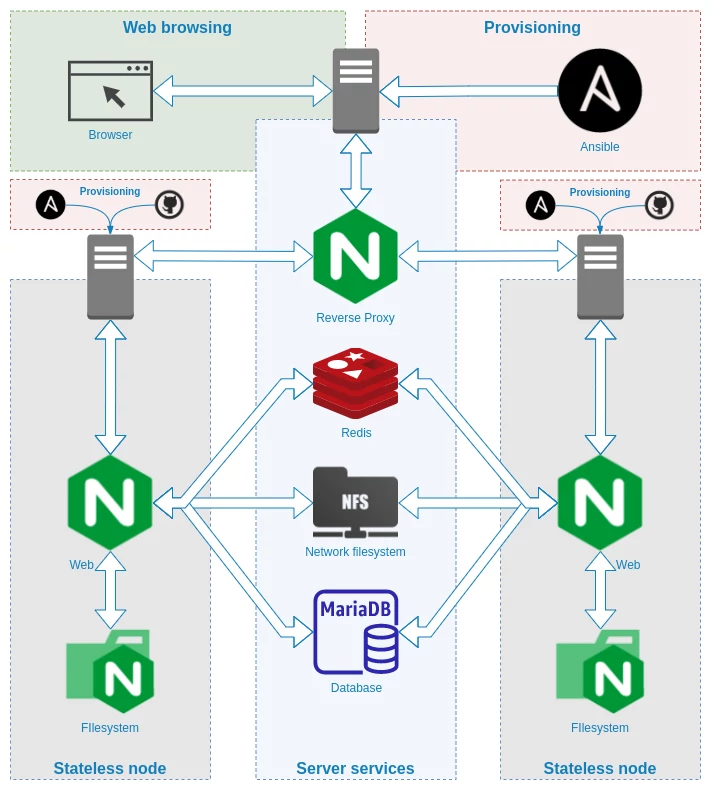 Web browsing
Provisioning
Browser
Ansible
Provisioning
Provisioning
Reverse Proxy
Redis
NFS
Network filesystem
Web
Web
MariaDB
Database
FIlesystem
FIlesystem
Stateless node
Server services
Stateless node